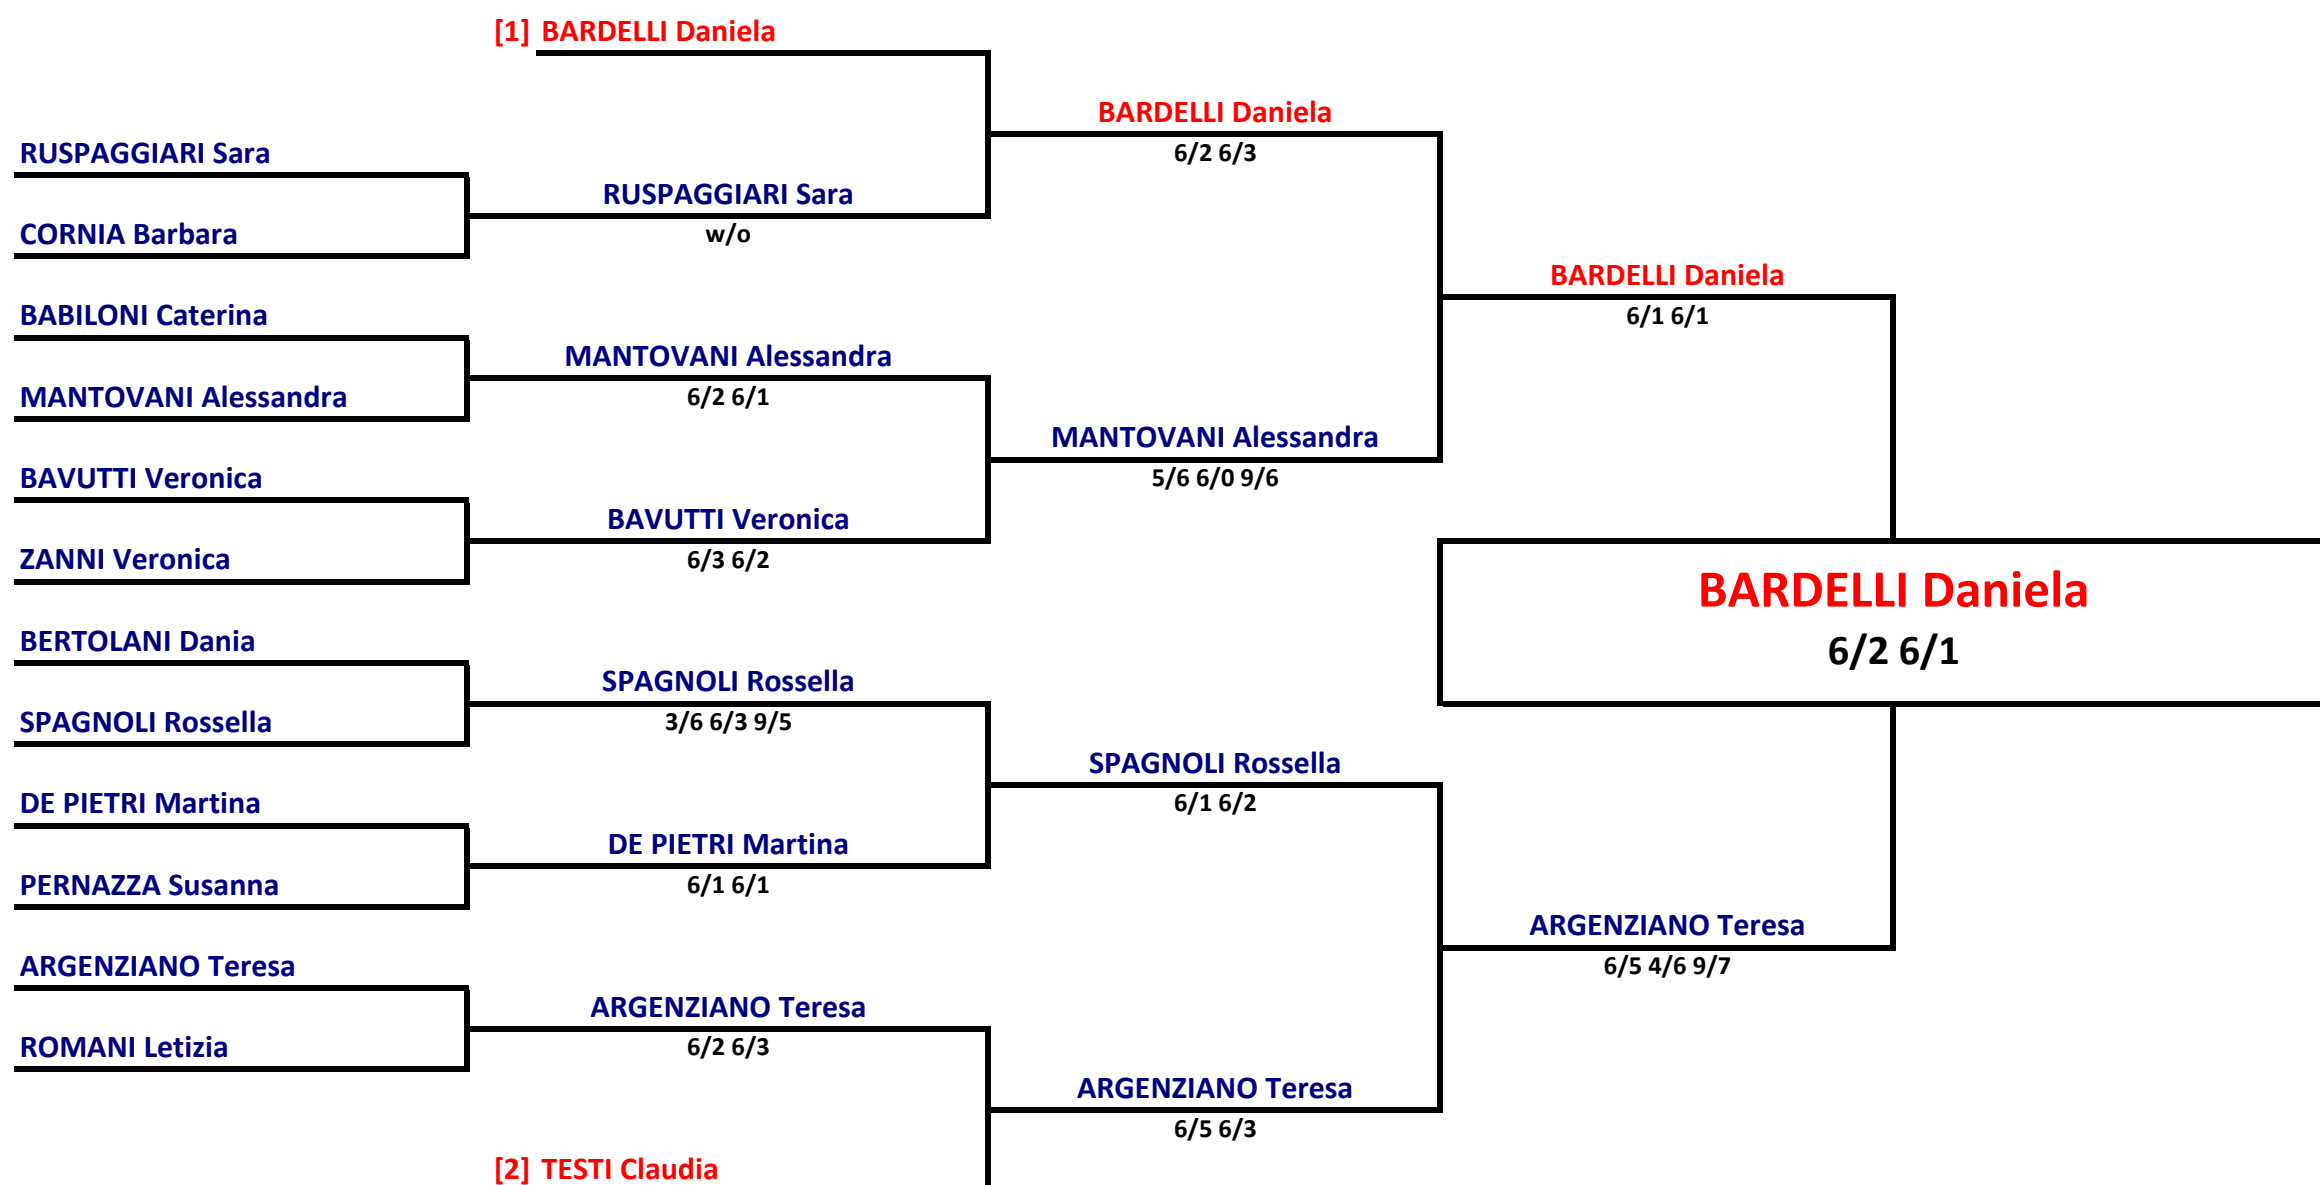 [1] BARDELLI Daniela
BARDELLI Daniela
6/2 6/3
RUSPAGGIARI Sara
RUSPAGGIARI Sara
w/o
CORNIA Barbara
BARDELLI Daniela
6/1 6/1
BABILONI Caterina
MANTOVANI Alessandra
6/2 6/1
MANTOVANI Alessandra
MANTOVANI Alessandra
5/6 6/0 9/6
BAVUTTI Veronica
BAVUTTI Veronica
6/3 6/2
ZANNI Veronica
BARDELLI Daniela
6/2 6/1
BERTOLANI Dania
SPAGNOLI Rossella
3/6 6/3 9/5
SPAGNOLI Rossella
SPAGNOLI Rossella
6/1 6/2
DE PIETRI Martina
DE PIETRI Martina
6/1 6/1
PERNAZZA Susanna
ARGENZIANO Teresa
6/5 4/6 9/7
ARGENZIANO Teresa
ARGENZIANO Teresa
6/2 6/3
ROMANI Letizia
ARGENZIANO Teresa
6/5 6/3
[2] TESTI Claudia